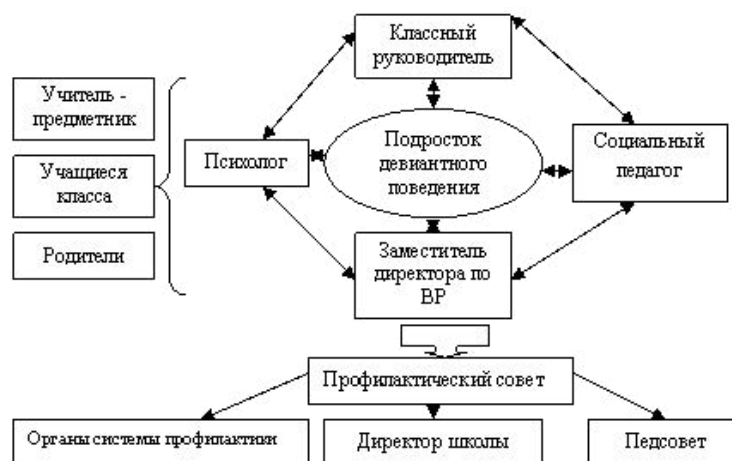 Классный
руководитель
Учитель -
предметник
Психолог
Подросток
девиантного
поведения
Социальный
педагог
Учащиеся
класса
Родители
Заместитель
директора по
ВР
Профилактический совет
Органы системы профилактики
Директор школы
Педсовет